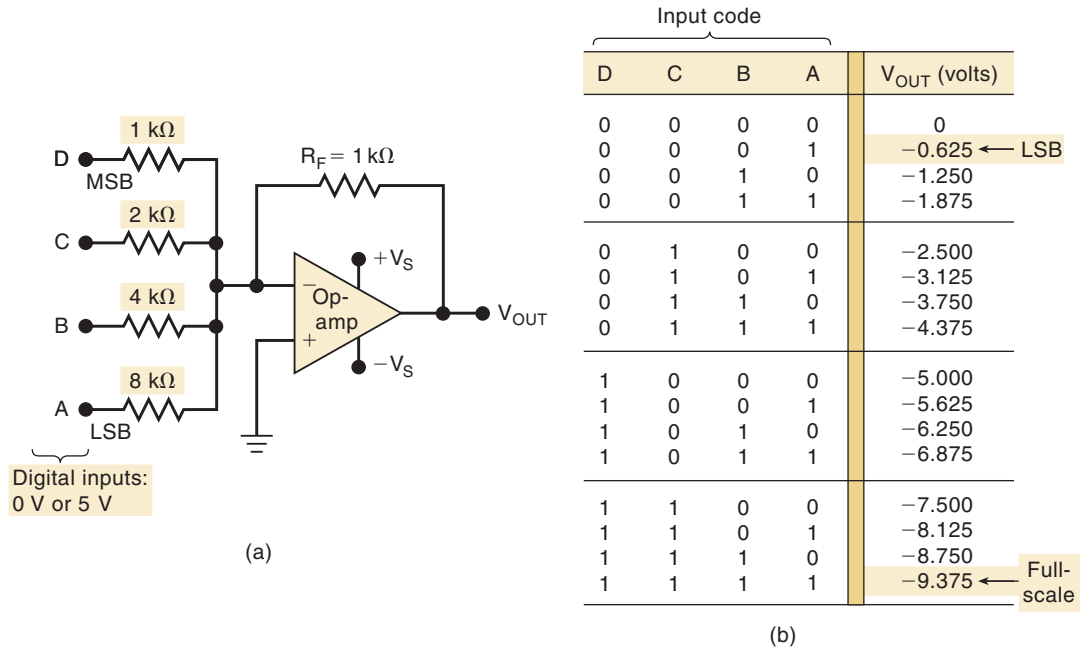 1 kΩ
D
MSB
R_F = 1 kΩ
2 kΩ
C
+V_S
−
Op-
amp
+
V_OUT
4 kΩ
B
−V_S
8 kΩ
A
LSB
Digital inputs:
0 V or 5 V
(a)
Input code
D C B A V_OUT (volts)
0 0 0 0 0
0 0 0 1 −0.625 ← LSB
0 0 1 0 −1.250
0 0 1 1 −1.875
0 1 0 0 −2.500
0 1 0 1 −3.125
0 1 1 0 −3.750
0 1 1 1 −4.375
1 0 0 0 −5.000
1 0 0 1 −5.625
1 0 1 0 −6.250
1 0 1 1 −6.875
1 1 0 0 −7.500
1 1 0 1 −8.125
1 1 1 0 −8.750
1 1 1 1 −9.375 ← Full-
scale
(b)